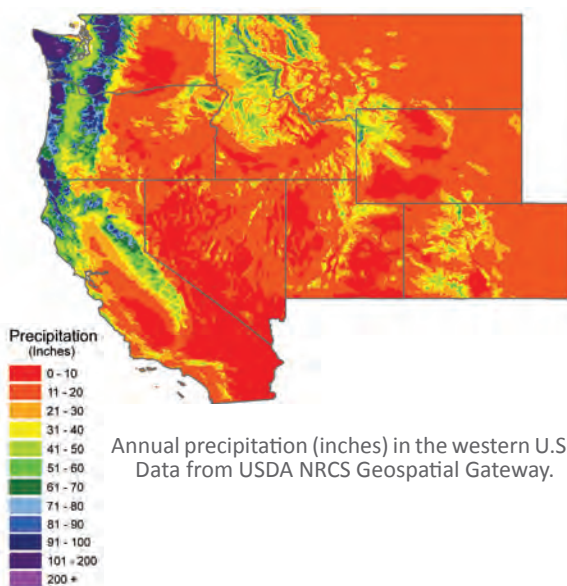 Precipitation
(Inches)
0 - 10
11 - 20
21 - 30
31 - 40
41 - 50
51 - 60
61 - 70
71 - 80
81 - 90
91 - 100
101 - 200
200 +
Annual precipitation (inches) in the western U.S
Data from USDA NRCS Geospatial Gateway.